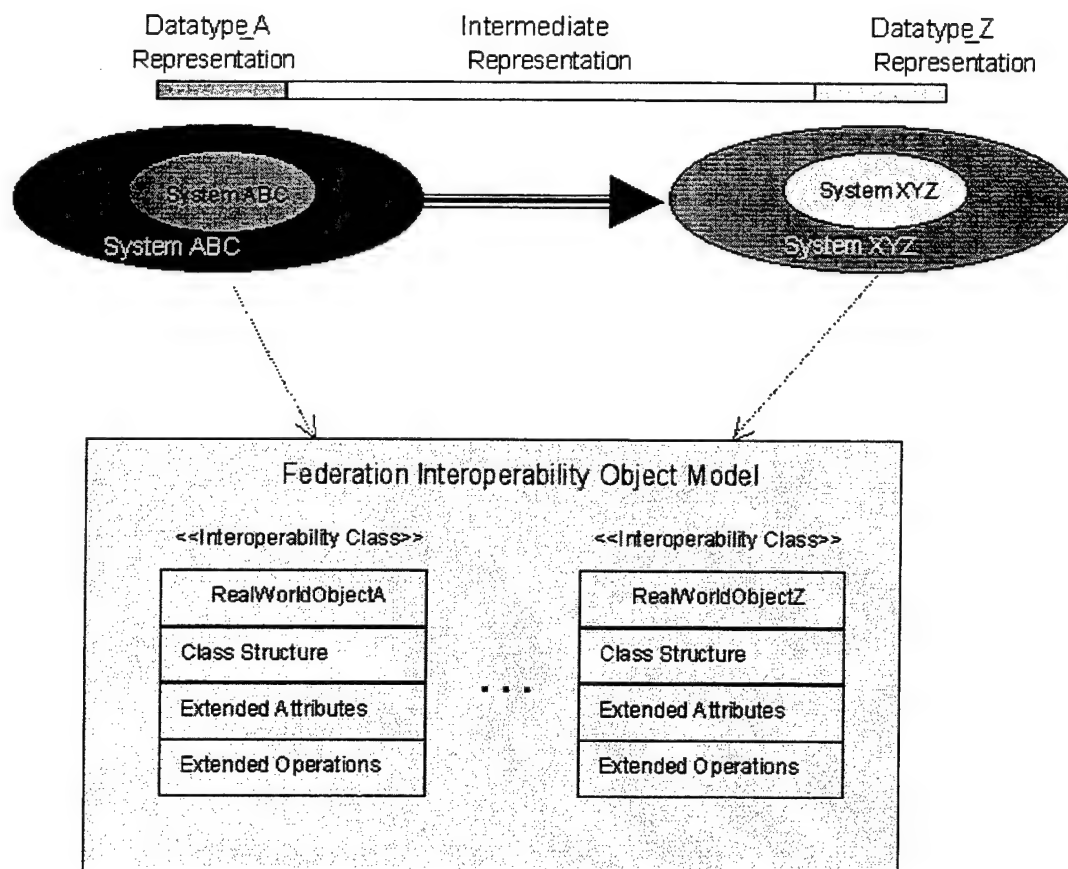 Datatype_A
Representation
Intermediate
Representation
Datatype_Z
Representation
System ABC
System ABC
System XYZ
System XYZ
Federation Interoperability Object Model
<<Interoperability Class>>
RealWorldObjectA
Class Structure
Extended Attributes
Extended Operations
. . .
<<Interoperability Class>>
RealWorldObjectZ
Class Structure
Extended Attributes
Extended Operations